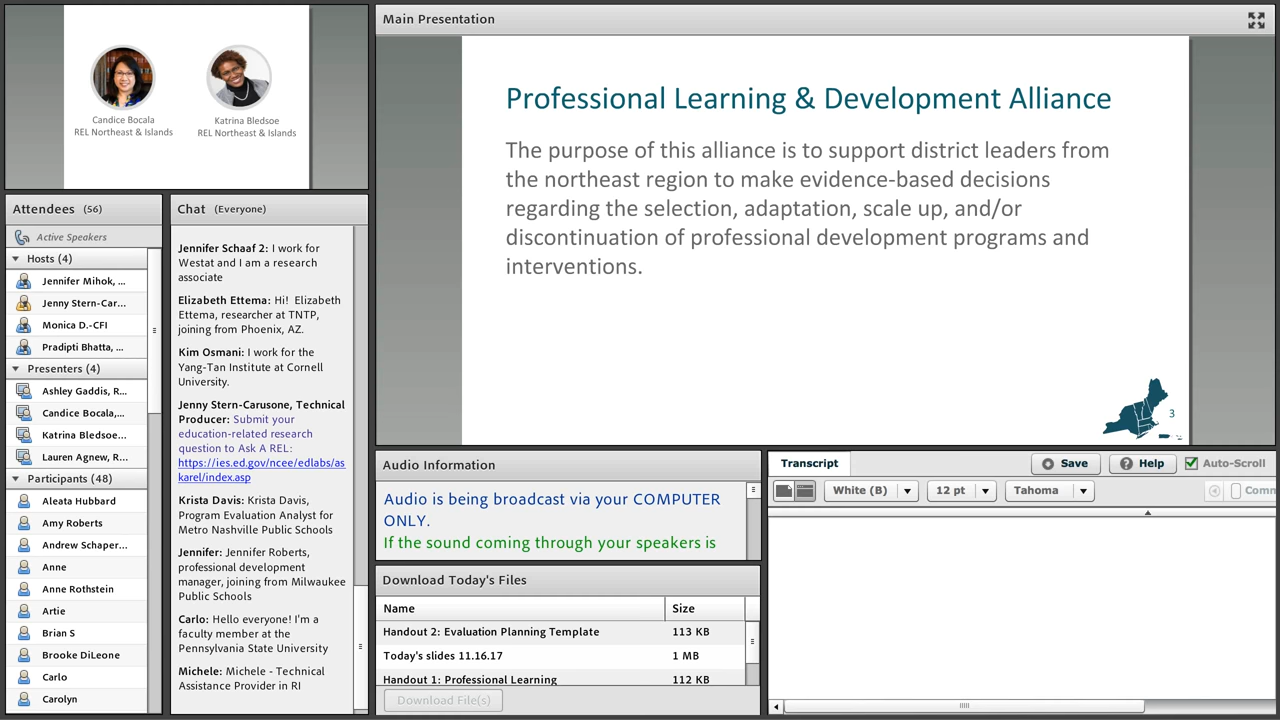 Candice Bocala
REL Northeast & Islands
Katrina Bledsoe
REL Northeast & Islands
Attendees (56)
Active Speakers
Hosts (4)
Jennifer Mihok, ...
Jenny Stern-Car...
Monica D.-CFI
Pradipti Bhatta, ...
Presenters (4)
Ashley Gaddis, R...
Candice Bocala,...
Katrina Bledsoe...
Lauren Agnew, R...
Participants (48)
Aleata Hubbard
Amy Roberts
Andrew Schaper...
Anne
Anne Rothstein
Artie
Brian S
Brooke DiLeone
Carlo
Carolyn
Chat (Everyone)
Jennifer Schaaf 2: I work for
Westat and I am a research
associate
Elizabeth Ettema: Hi! Elizabeth
Ettema, researcher at TNTP,
joining from Phoenix, AZ.
Kim Osmani: I work for the
Yang-Tan Institute at Cornell
University.
Jenny Stern-Carusone, Technical
Producer: Submit your
education-related research
question to Ask A REL:
https://ies.ed.gov/ncee/edlabs/as
karel/index.asp
Krista Davis: Krista Davis,
Program Evaluation Analyst for
Metro Nashville Public Schools
Jennifer: Jennifer Roberts,
professional development
manager, joining from Milwaukee
Public Schools
Carlo: Hello everyone! I'm a
faculty member at the
Pennsylvania State University
Michele: Michele - Technical
Assistance Provider in RI
Main Presentation
Professional Learning & Development Alliance
The purpose of this alliance is to support district leaders from
the northeast region to make evidence-based decisions
regarding the selection, adaptation, scale up, and/or
discontinuation of professional development programs and
interventions.
3
Audio Information
Audio is being broadcast via your COMPUTER
ONLY.
If the sound coming through your speakers is
Download Today's Files
Name Size
Handout 2: Evaluation Planning Template 113 KB
Today's slides 11.16.17 1 MB
Handout 1: Professional Learning 112 KB
Download File(s)
Transcript Save Help Auto-Scroll
White (B) 12 pt Tahoma Comn